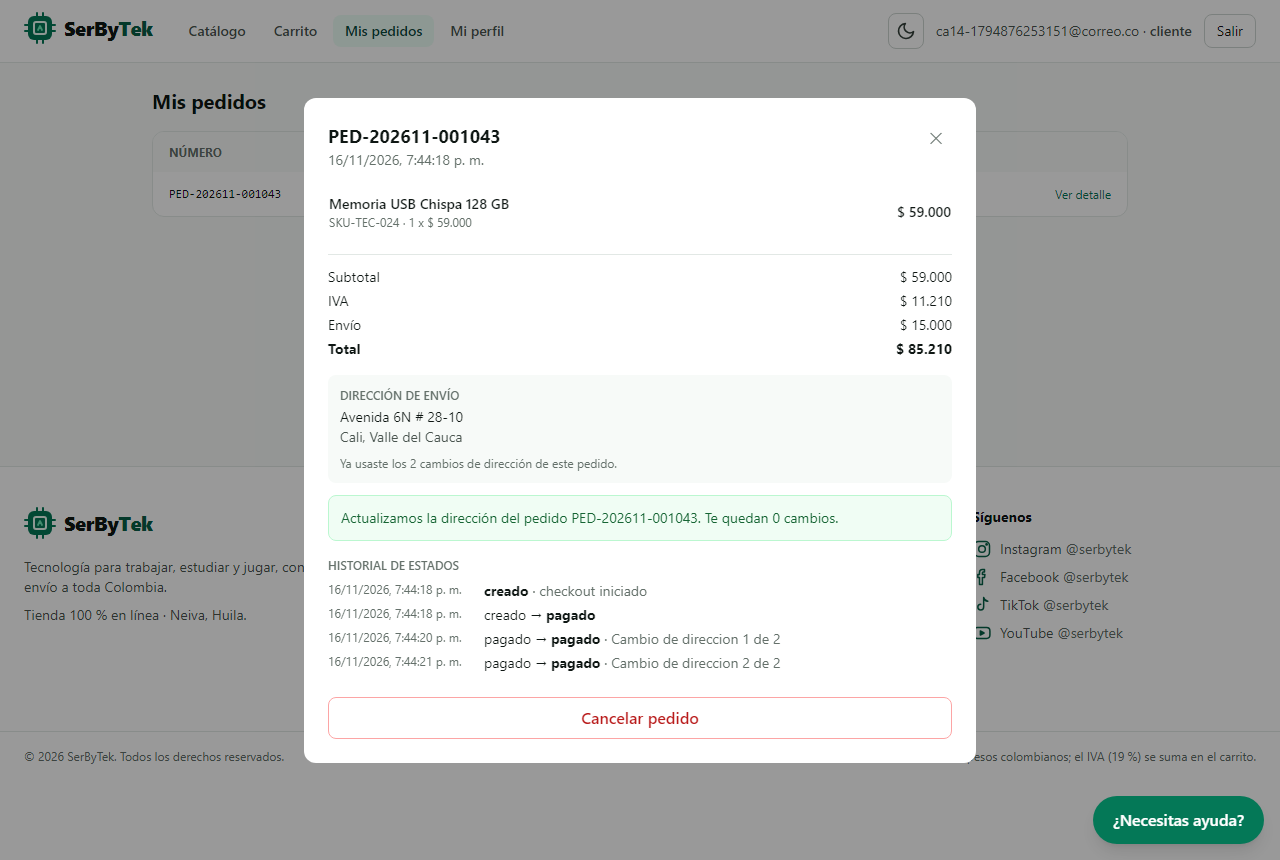 SerByTek
Catálogo
Carrito
Mis pedidos
Mi perfil
ca14-1794876253151@correo.co · cliente
Salir
Mis pedidos
NÚMERO
PED-202611-001043
Ver detalle
PED-202611-001043
16/11/2026, 7:44:18 p. m.
Memoria USB Chispa 128 GB
SKU-TEC-024 · 1 x $ 59.000
$ 59.000
Subtotal $ 59.000
IVA $ 11.210
Envío $ 15.000
Total $ 85.210
DIRECCIÓN DE ENVÍO
Avenida 6N # 28-10
Cali, Valle del Cauca
Ya usaste los 2 cambios de dirección de este pedido.
Actualizamos la dirección del pedido PED-202611-001043. Te quedan 0 cambios.
HISTORIAL DE ESTADOS
16/11/2026, 7:44:18 p. m. creado · checkout iniciado
16/11/2026, 7:44:18 p. m. creado → pagado
16/11/2026, 7:44:20 p. m. pagado → pagado · Cambio de direccion 1 de 2
16/11/2026, 7:44:21 p. m. pagado → pagado · Cambio de direccion 2 de 2
Cancelar pedido
SerByTek
Tecnología para trabajar, estudiar y jugar, con
envío a toda Colombia.
Tienda 100 % en línea · Neiva, Huila.
Síguenos
Instagram @serbytek
Facebook @serbytek
TikTok @serbytek
YouTube @serbytek
© 2026 SerByTek. Todos los derechos reservados.
pesos colombianos; el IVA (19 %) se suma en el carrito.
¿Necesitas ayuda?